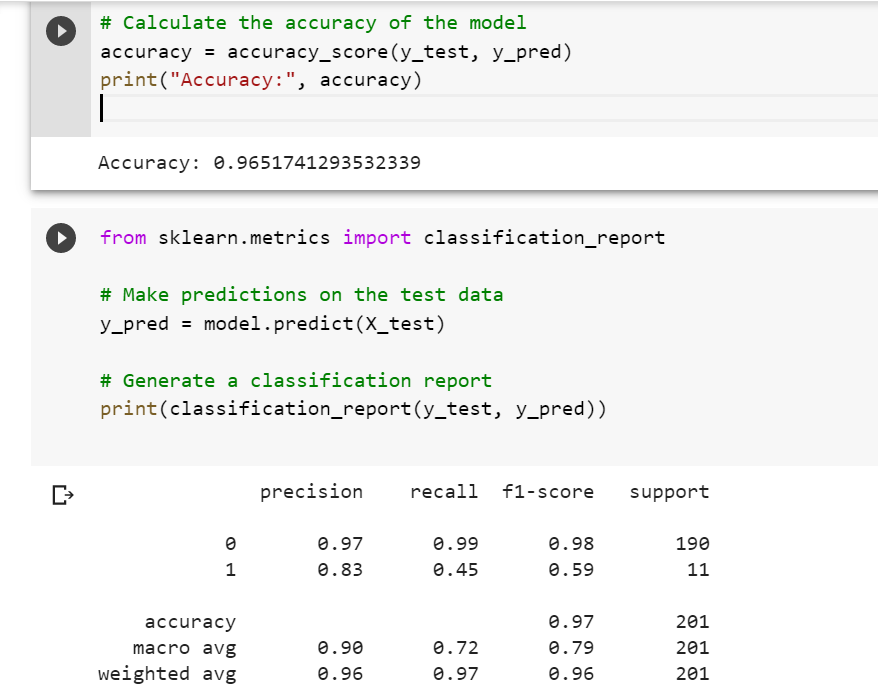 # Calculate the accuracy of the model
accuracy = accuracy_score(y_test, y_pred)
print("Accuracy:", accuracy)
Accuracy: 0.9651741293532339
from sklearn.metrics import classification_report
# Make predictions on the test data
y_pred = model.predict(X_test)
# Generate a classification report
print(classification_report(y_test, y_pred))
precision recall f1-score support
0 0.97 0.99 0.98 190
1 0.83 0.45 0.59 11
accuracy 0.97 201
macro avg 0.90 0.72 0.79 201
weighted avg 0.96 0.97 0.96 201